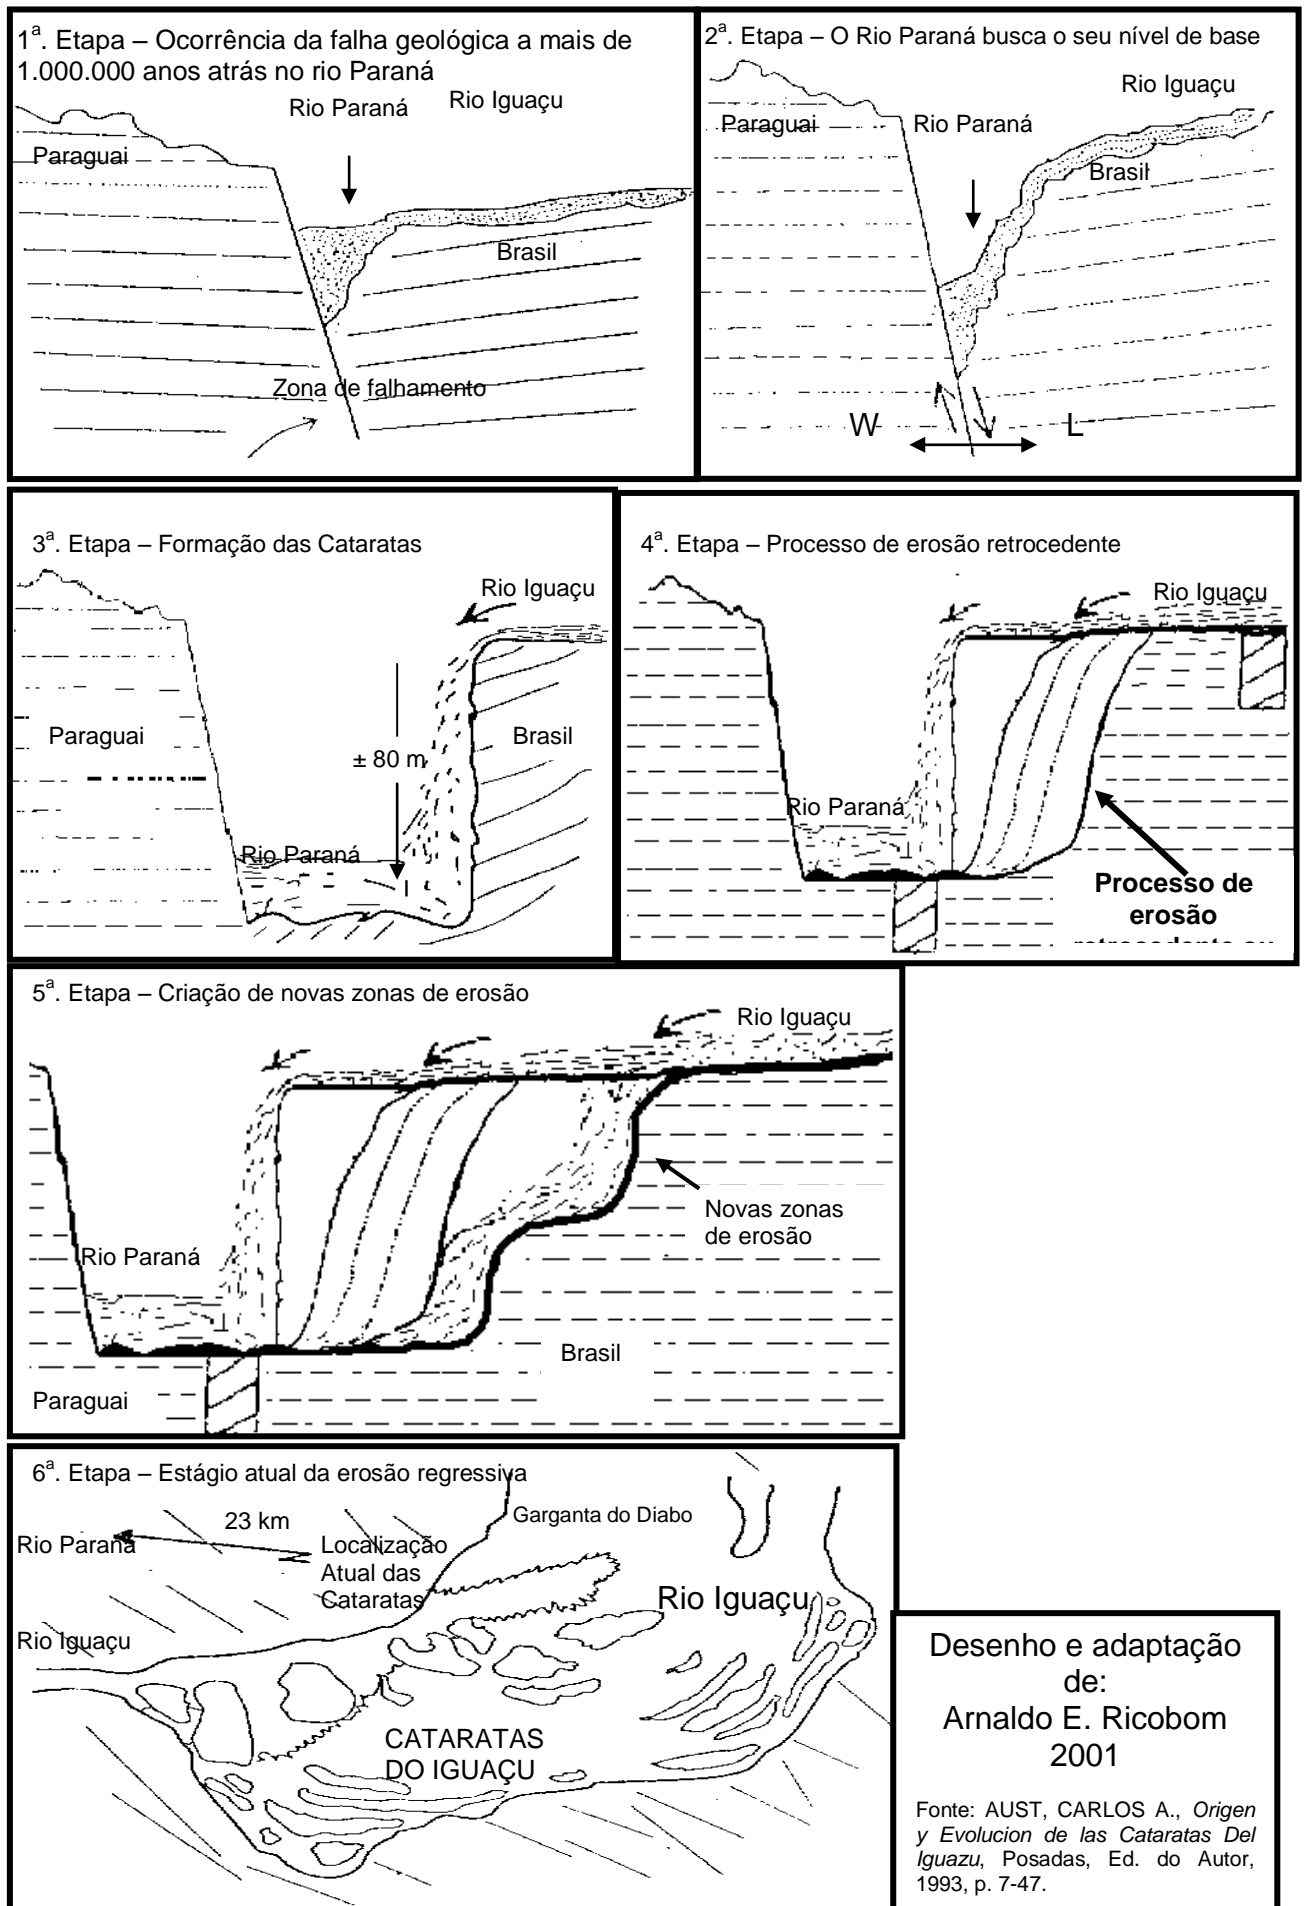 1ª. Etapa – Ocorrência da falha geológica a mais de
1.000.000 anos atrás no rio Paraná
Rio Paraná
Rio Iguaçu
Paraguai
Brasil
Zona de falhamento
2ª. Etapa – O Rio Paraná busca o seu nível de base
Rio Iguaçu
Paraguai
Rio Paraná
Brasil
W
L
3ª. Etapa – Formação das Cataratas
Rio Iguaçu
Paraguai
± 80 m
Brasil
Rio Paraná
4ª. Etapa – Processo de erosão retrocedente
Rio Iguaçu
Rio Paraná
Processo de
erosão
retrocedente ou
5ª. Etapa – Criação de novas zonas de erosão
Rio Iguaçu
Novas zonas
de erosão
Rio Paraná
Brasil
Paraguai
6ª. Etapa – Estágio atual da erosão regressiva
23 km
Garganta do Diabo
Rio Paraná
Localização
Atual das
Cataratas
Rio Iguaçu
Rio Iguaçu
CATARATAS
DO IGUAÇU
Desenho e adaptação
de:
Arnaldo E. Ricobom
2001
Fonte: AUST, CARLOS A., Origen
y Evolucion de las Cataratas Del
Iguazu, Posadas, Ed. do Autor,
1993, p. 7-47.